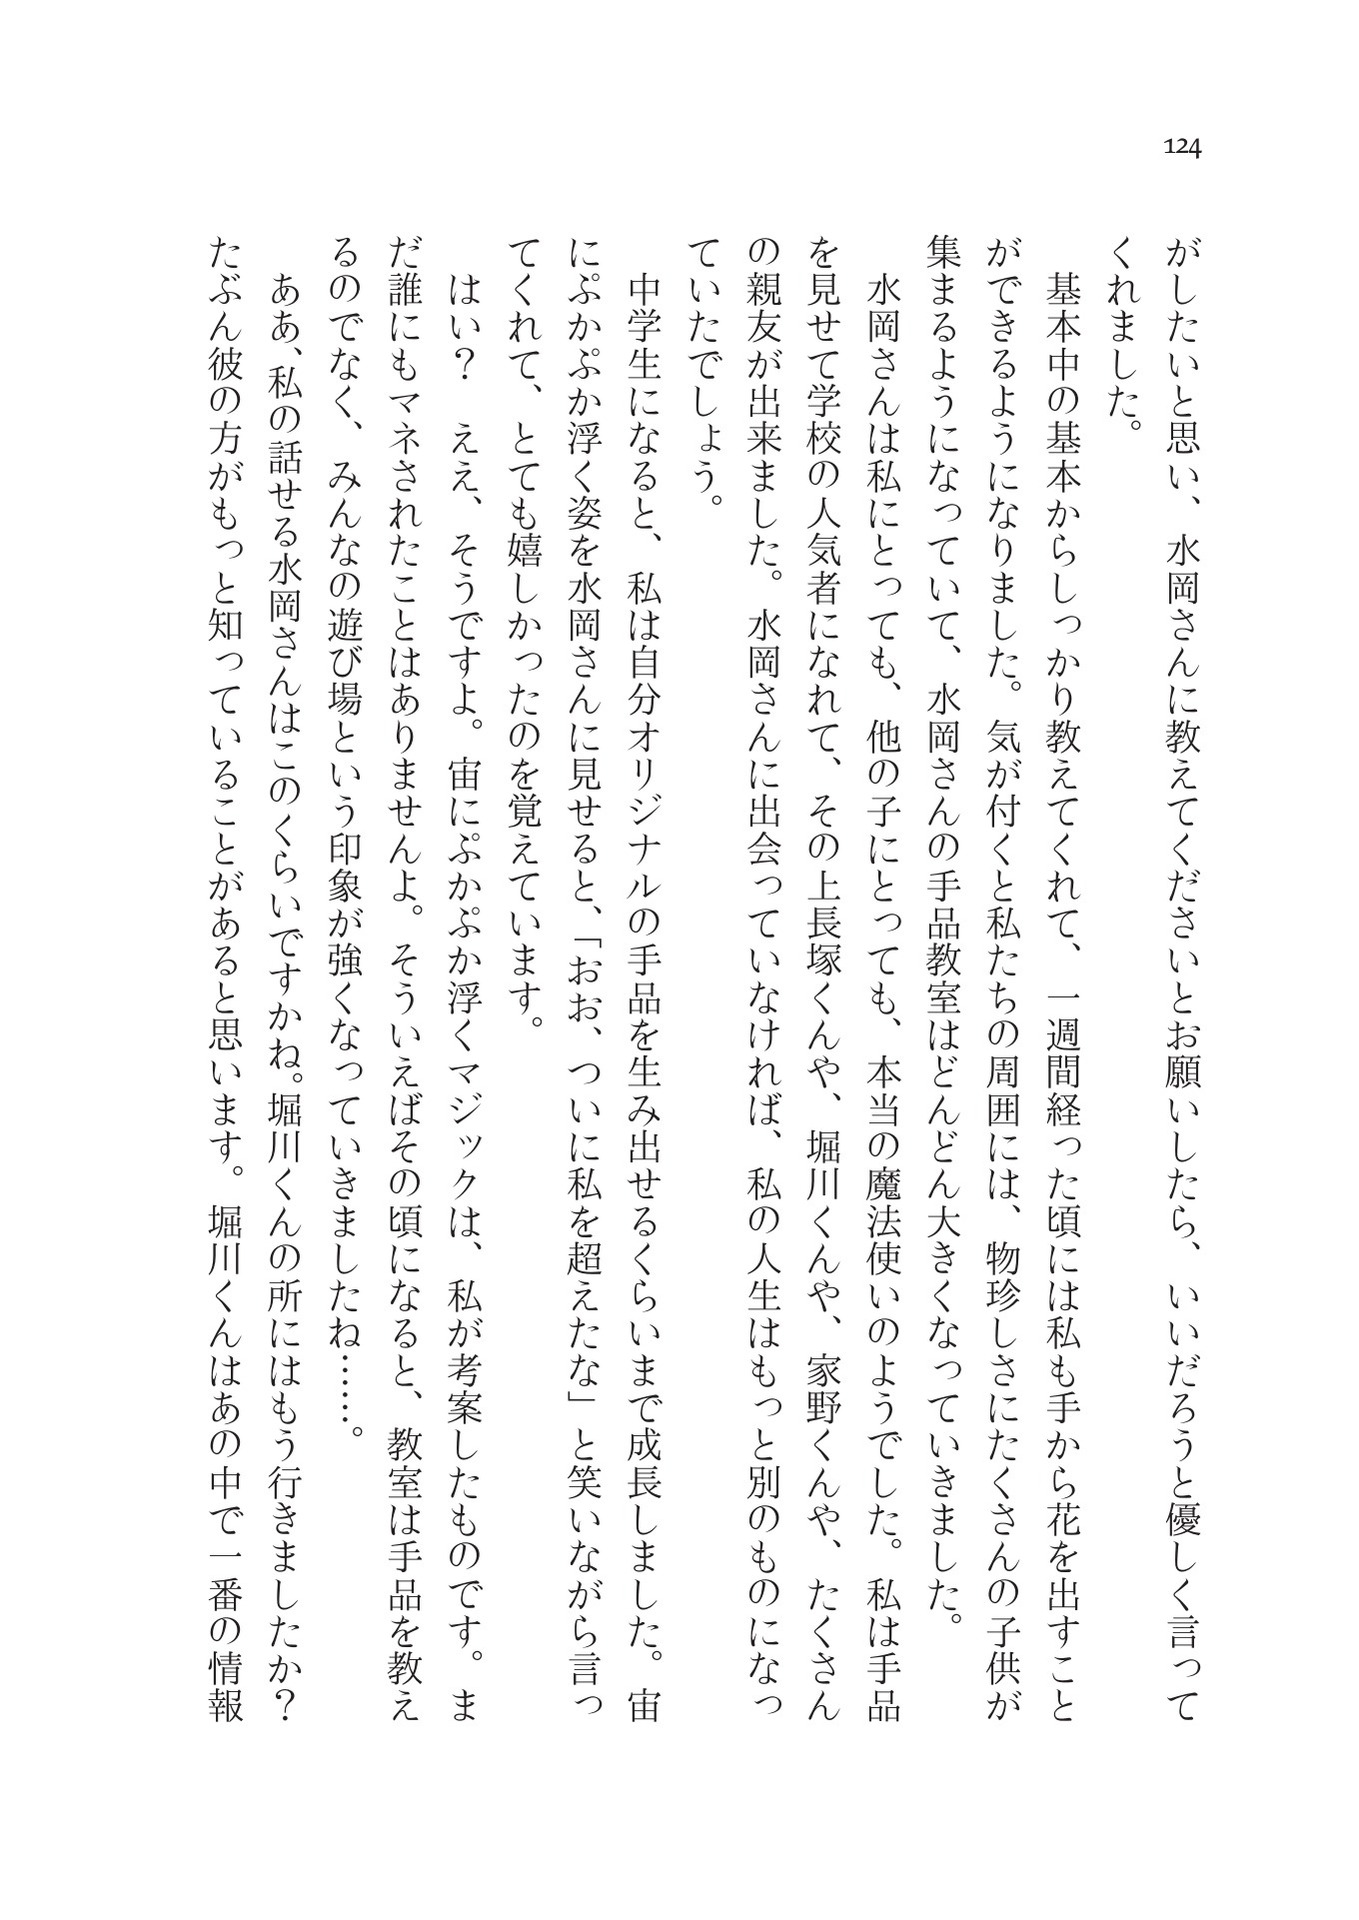 124
がしたいと思い、水岡さんに教えてくださいとお願いしたら、いいだろうと優しく言って
くれました。
　基本中の基本からしっかり教えてくれて、一週間経った頃には私も手から花を出すこと
ができるようになりました。気が付くと私たちの周囲には、物珍しさにたくさんの子供が
集まるようになっていて、水岡さんの手品教室はどんどん大きくなっていきました。
　水岡さんは私にとっても、他の子にとっても、本当の魔法使いのようでした。私は手品
を見せて学校の人気者になれて、その上長塚くんや、堀川くんや、家野くんや、たくさん
の親友が出来ました。水岡さんに出会っていなければ、私の人生はもっと別のものになっ
ていたでしょう。
　中学生になると、私は自分オリジナルの手品を生み出せるくらいまで成長しました。宙
にぷかぷか浮く姿を水岡さんに見せると、「おお、ついに私を超えたな」と笑いながら言っ
てくれて、とても嬉しかったのを覚えています。
　はい？　ええ、そうですよ。宙にぷかぷか浮くマジックは、私が考案したものです。ま
だ誰にもマネされたことはありませんよ。そういえばその頃になると、教室は手品を教え
るのでなく、みんなの遊び場という印象が強くなっていきましたね……。
　ああ、私の話せる水岡さんはこのくらいですかね。堀川くんの所にはもう行きましたか？
たぶん彼の方がもっと知っていることがあると思います。堀川くんはあの中で一番の情報